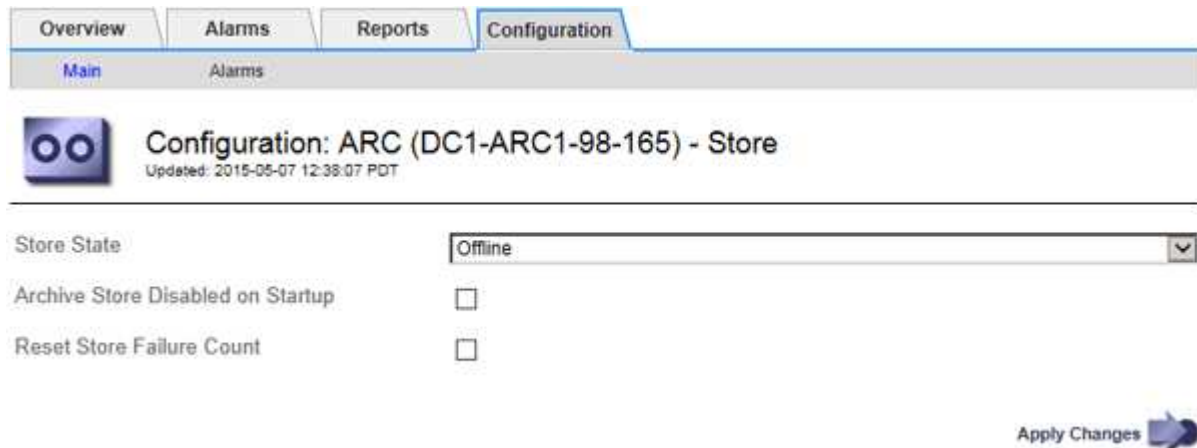 Overview Alarms Reports Configuration
Main Alarms
Configuration: ARC (DC1-ARC1-98-165) - Store
Updated: 2015-05-07 12:38:07 PDT
Store State Offline
Archive Store Disabled on Startup
Reset Store Failure Count
Apply Changes